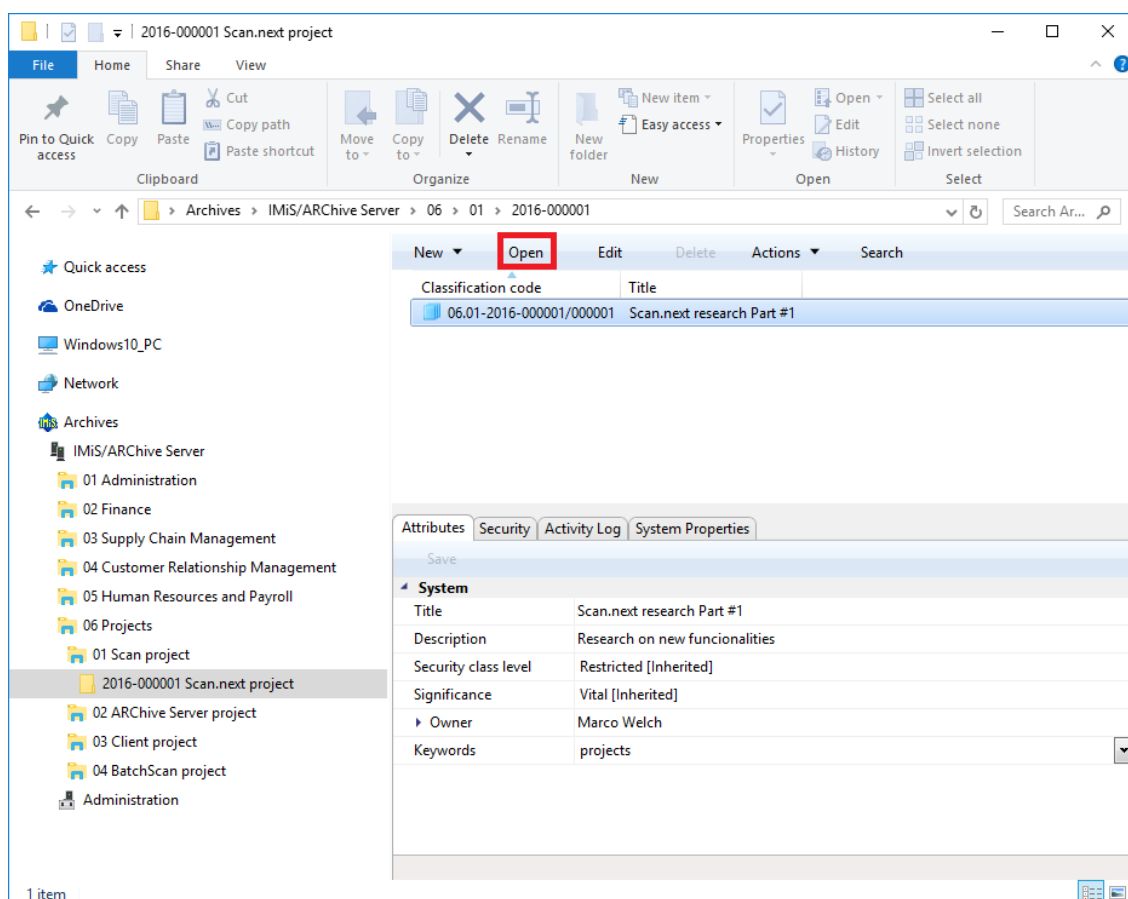 2016-000001 Scan.next project
File Home Share View
Pin to Quick access Copy Paste Cut Copy path Paste shortcut
Clipboard
Move to Copy to Delete Rename
Organize
New folder New item Easy access
New
Properties Open Edit History
Open
Select all Select none Invert selection
Select
Archives IMiS/ARChive Server 06 01 2016-000001 Search Ar...
New Open Edit Delete Actions Search
Classification code Title
06.01-2016-000001/000001 Scan.next research Part #1
Quick access
OneDrive
Windows10_PC
Network
Archives
IMiS/ARChive Server
01 Administration
02 Finance
03 Supply Chain Management
04 Customer Relationship Management
05 Human Resources and Payroll
06 Projects
01 Scan project
2016-000001 Scan.next project
02 ARChive Server project
03 Client project
04 BatchScan project
Administration
Attributes Security Activity Log System Properties
Save
System
Title Scan.next research Part #1
Description Research on new funcionalities
Security class level Restricted [Inherited]
Significance Vital [Inherited]
Owner Marco Welch
Keywords projects
1 item